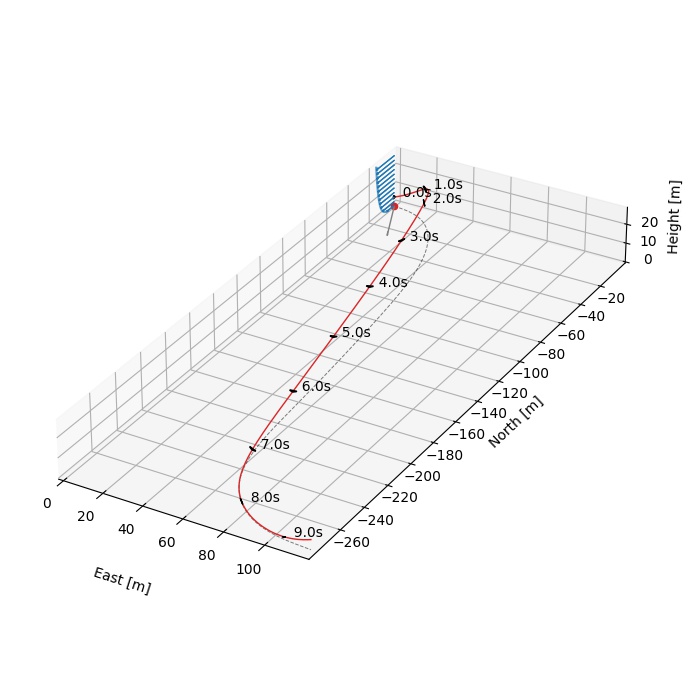 0.0s
1.0s
2.0s
3.0s
4.0s
5.0s
6.0s
7.0s
8.0s
9.0s
20
10
0
Height [m]
−20
−40
−60
−80
−100
−120
−140
−160
−180
−200
−220
−240
−260
North [m]
0
20
40
60
80
100
East [m]